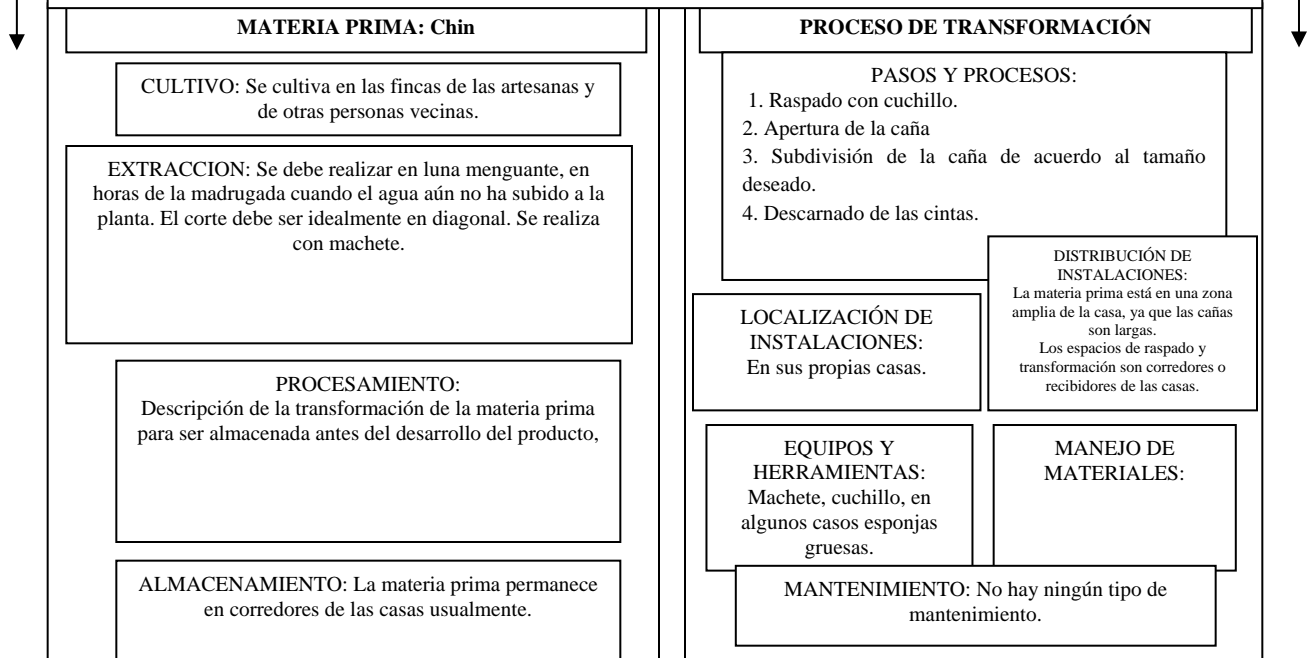 MATERIA PRIMA: Chin
CULTIVO: Se cultiva en las fincas de las artesanas y
de otras personas vecinas.
EXTRACCION: Se debe realizar en luna menguante, en
horas de la madrugada cuando el agua aún no ha subido a la
planta. El corte debe ser idealmente en diagonal. Se realiza
con machete.
PROCESAMIENTO:
Descripción de la transformación de la materia prima
para ser almacenada antes del desarrollo del producto,
ALMACENAMIENTO: La materia prima permanece
en corredores de las casas usualmente.
PROCESO DE TRANSFORMACIÓN
PASOS Y PROCESOS:
1. Raspado con cuchillo.
2. Apertura de la caña
3. Subdivisión de la caña de acuerdo al tamaño
deseado.
4. Descarnado de las cintas.
LOCALIZACIÓN DE
INSTALACIONES:
En sus propias casas.
DISTRIBUCIÓN DE
INSTALACIONES:
La materia prima está en una zona
amplia de la casa, ya que las cañas
son largas.
Los espacios de raspado y
transformación son corredores o
recibidores de las casas.
EQUIPOS Y
HERRAMIENTAS:
Machete, cuchillo, en
algunos casos esponjas
gruesas.
MANEJO DE
MATERIALES:
MANTENIMIENTO: No hay ningún tipo de
mantenimiento.